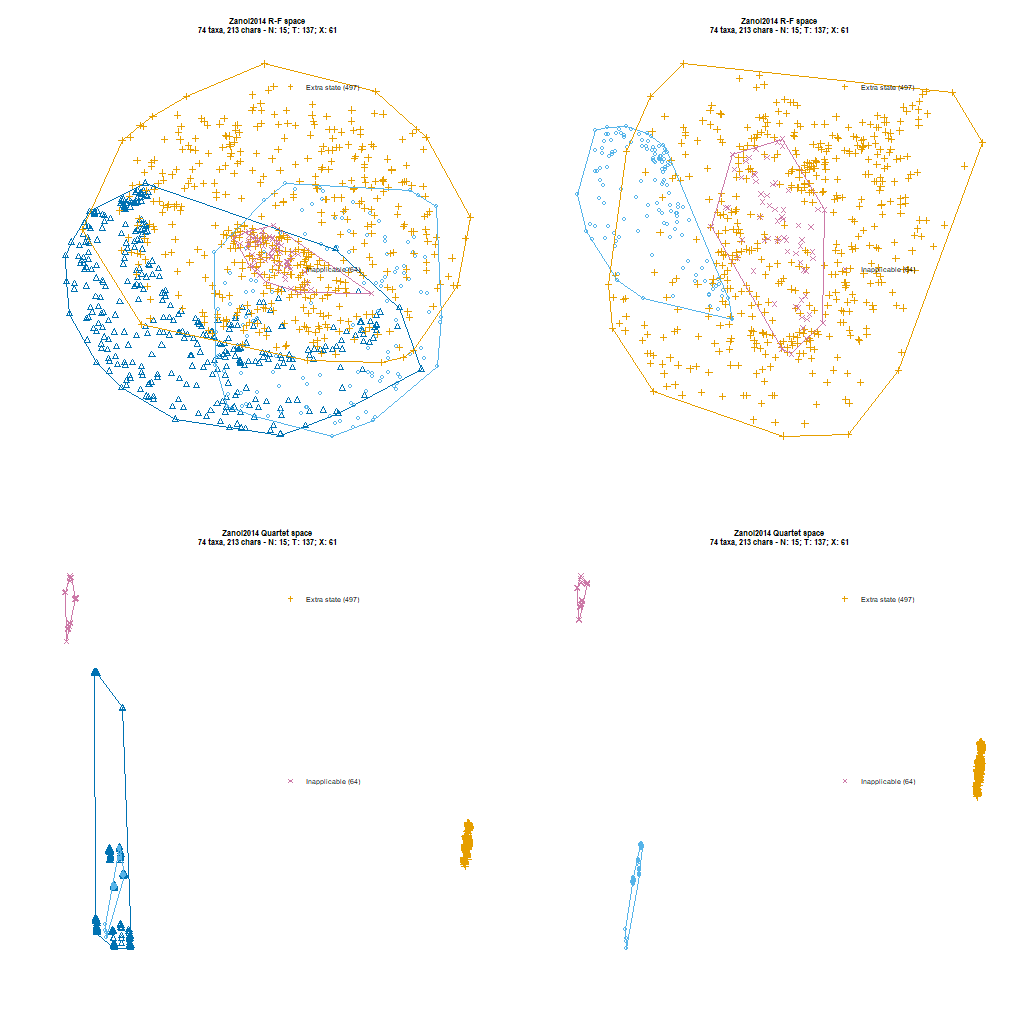 Zanol2014 R-F space
74 taxa, 213 chars - N: 15; T: 137; X: 61
Extra state (497)
Inapplicable (64)
Zanol2014 R-F space
74 taxa, 213 chars - N: 15; T: 137; X: 61
Extra state (497)
Inapplicable (64)
Zanol2014 Quartet space
74 taxa, 213 chars - N: 15; T: 137; X: 61
Extra state (497)
Inapplicable (64)
Zanol2014 Quartet space
74 taxa, 213 chars - N: 15; T: 137; X: 61
Extra state (497)
Inapplicable (64)